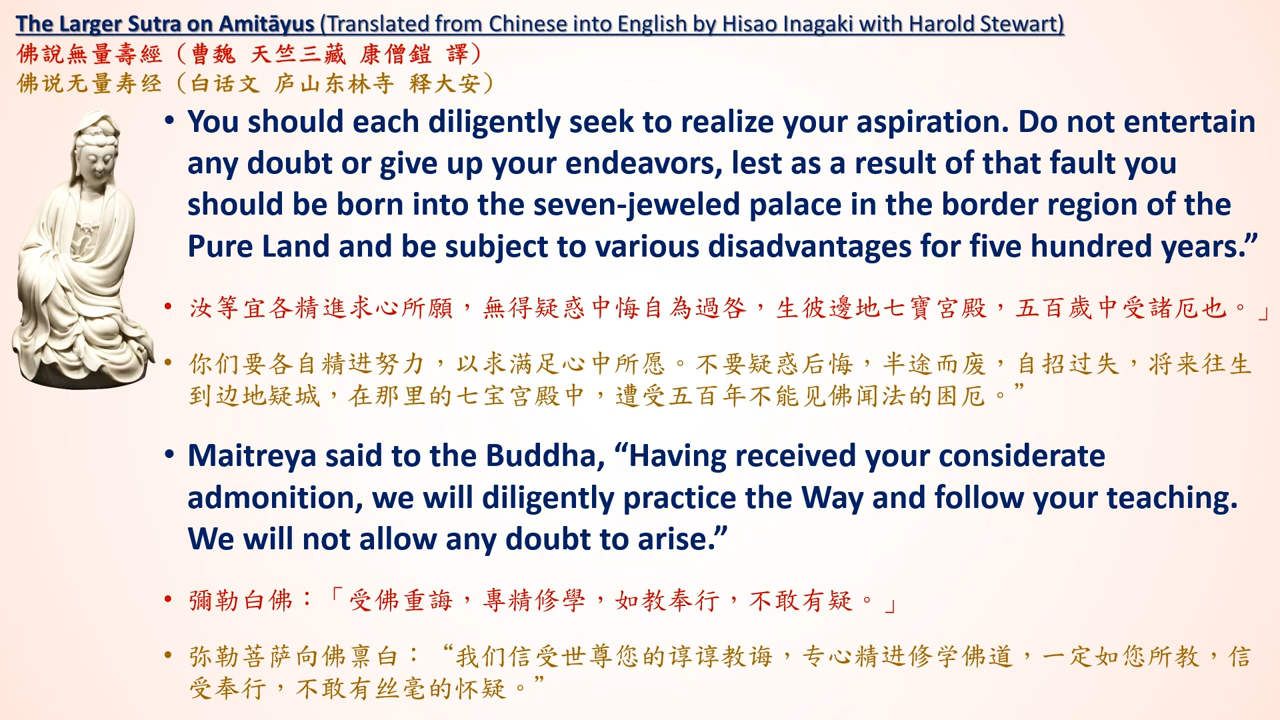 The Larger Sutra on Amitāyus (Translated from Chinese into English by Hisao Inagaki with Harold Stewart)
佛說無量壽經（曹魏 天竺三藏 康僧鎧 譯）
佛说无量寿经（白话文 庐山东林寺 释大安）
• You should each diligently seek to realize your aspiration. Do not entertain
any doubt or give up your endeavors, lest as a result of that fault you
should be born into the seven-jeweled palace in the border region of the
Pure Land and be subject to various disadvantages for five hundred years.”
• 汝等宜各精進求心所願，無得疑惑中悔自為過咎，生彼邊地七寶宮殿，五百歲中受諸厄也。」
• 你们要各自精进努力，以求满足心中所愿。不要疑惑后悔，半途而废，自招过失，将来往生
到边地疑城，在那里的七宝宫殿中，遭受五百年不能见佛闻法的困厄。”
• Maitreya said to the Buddha, “Having received your considerate
admonition, we will diligently practice the Way and follow your teaching.
We will not allow any doubt to arise.”
• 彌勒白佛：「受佛重誨，專精修學，如教奉行，不敢有疑。」
• 弥勒菩萨向佛禀白：“我们信受世尊您的谆谆教诲，专心精进修学佛道，一定如您所教，信
受奉行，不敢有丝毫的怀疑。”